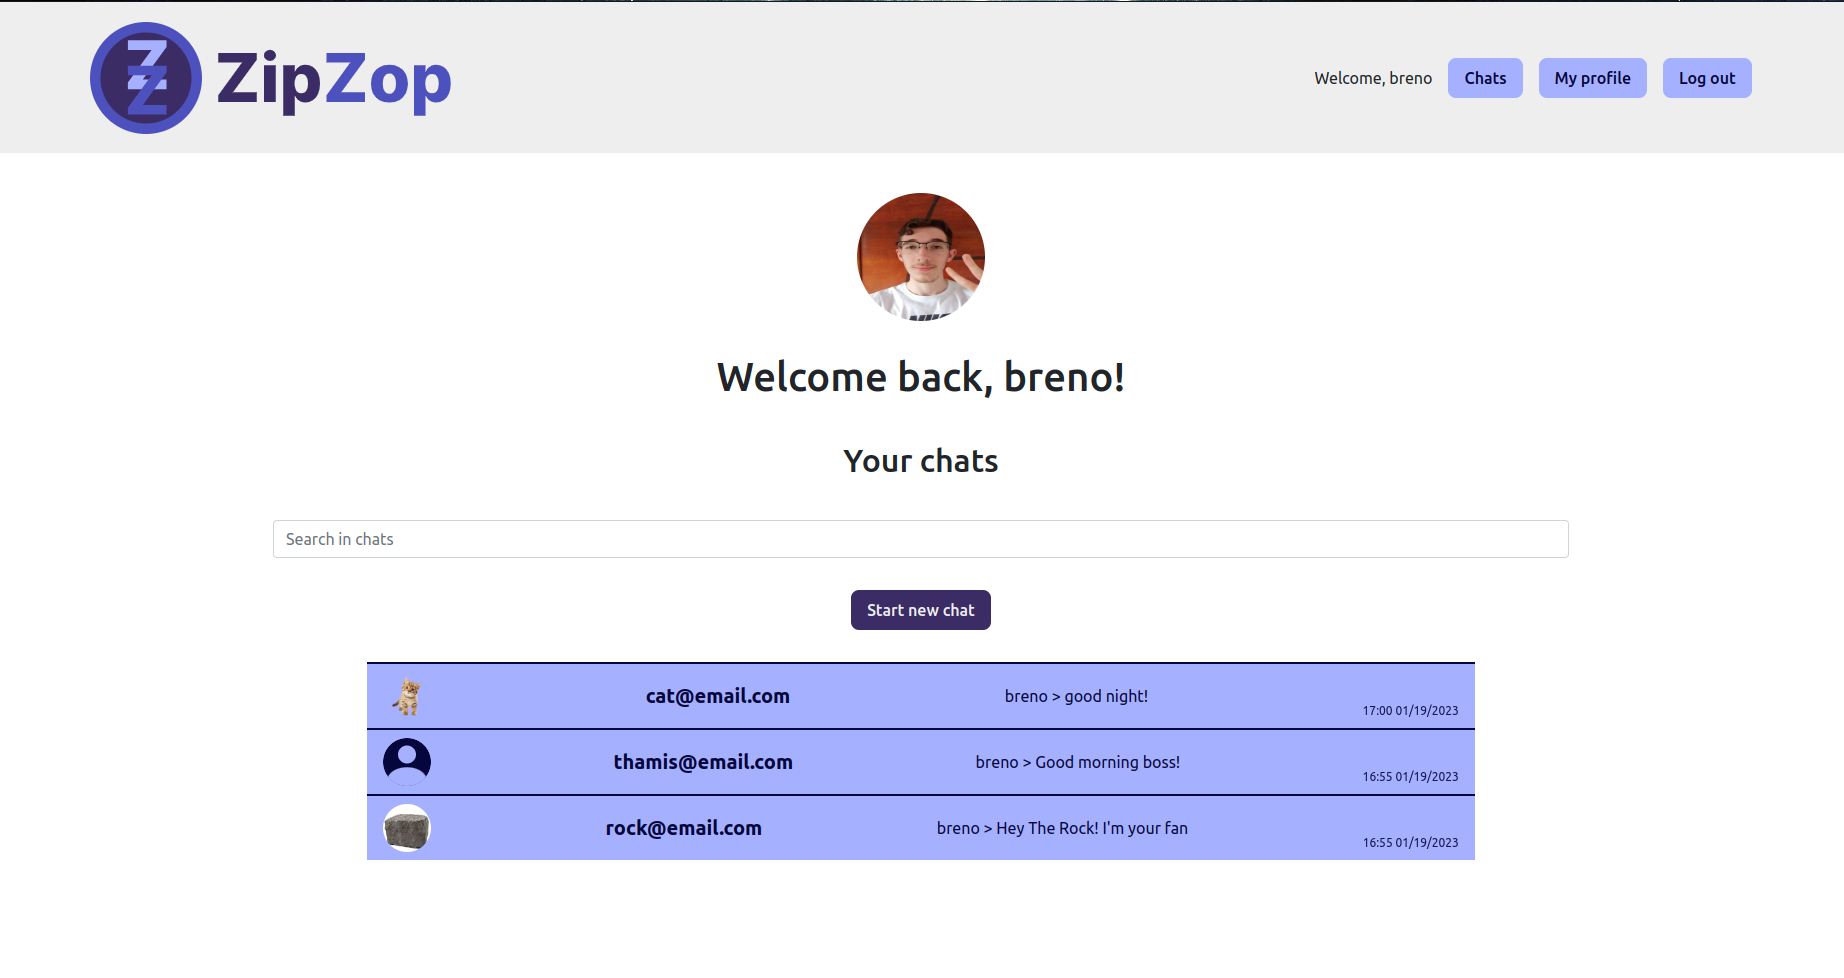 ZZ ZipZop
Welcome, breno Chats My profile Log out
Welcome back, breno!
Your chats
Search in chats
Start new chat
cat@email.com breno > good night! 17:00 01/19/2023
thamis@email.com breno > Good morning boss! 16:55 01/19/2023
rock@email.com breno > Hey The Rock! I'm your fan 16:55 01/19/2023